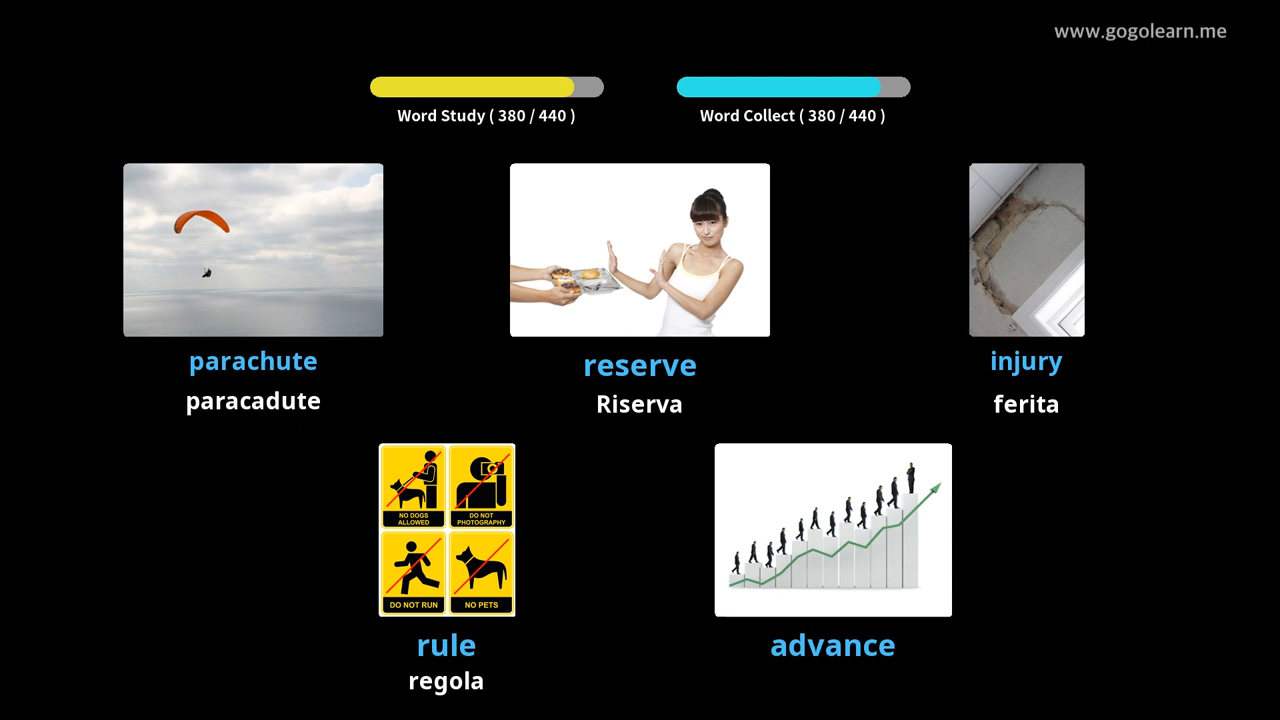 www.gogolearn.me
Word Study ( 380 / 440 )
Word Collect ( 380 / 440 )
parachute
paracadute
reserve
Riserva
injury
ferita
NO DOGS
ALLOWED
DO NOT
PHOTOGRAPHY
DO NOT RUN
NO PETS
rule
regola
advance